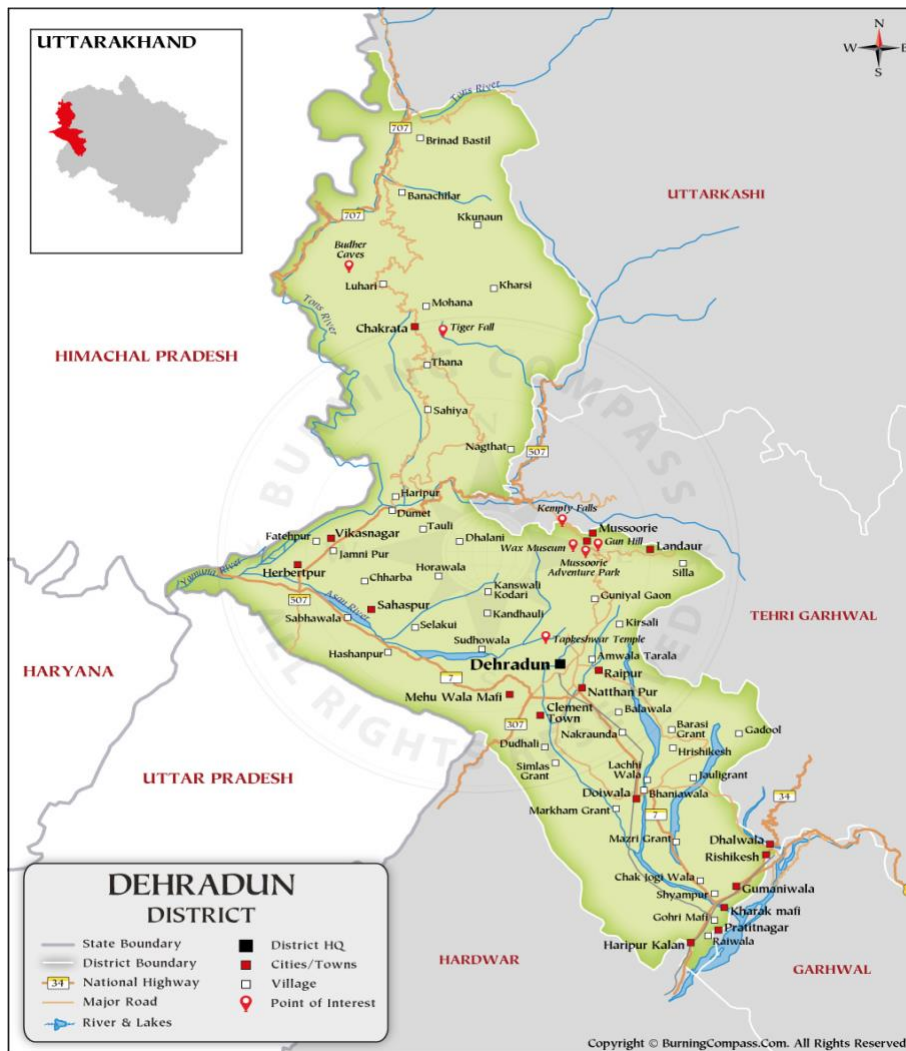 UTTARAKHAND
N
W
E
S
Tons River
707
Brinad Bastil
Banachilar
UTTARKASHI
707
Kkunaun
Budher
Caves
Luhari
Kharsi
Mohana
Tons River
Chakrata
Tiger Fall
HIMACHAL PRADESH
Thana
Sahiya
Nagthat
507
BURNING COMPASS
ALL RIGHTS RESERVED
Haripur
Dumet
Kemply Falls
Tauli
Mussoorie
Fatehpur
Vikasnagar
Dhalani
Wax Museum
Gun Hill
Landaur
Jamni Pur
Mussoorie
Adventure Park
Yamuna River
Herbertpur
Horawala
Silla
Chharba
Kanswali
Kodari
Guniyal Gaon
507
Asan River
Sahaspur
Kandhauli
Sabhawala
Selakui
Kirsali
TEHRI GARHWAL
Sudhowala
Tapkeshwar Temple
Hashanpur
Amwala Tarala
HARYANA
Dehradun
Raipur
7
Natthan Pur
Mehu Wala Mafi
Clement
Town
Balawala
307
Nakraunda
Barasi
Grant
Gadool
Dudhali
Hrishikesh
UTTAR PRADESH
Simlas
Grant
Lachhi
Wala
Jauligrant
Doiwala
Bhaniawala
34
Markham Grant
7
Mazri Grant
Dhalwala
Rishikesh
Chak Jogi Wala
Gumaniwala
Shyampur
Kharak mafi
Gohri Mafi
Pratitnagar
Haripur Kalan
Raiwala
HARDWAR
GARHWAL
DEHRADUN
DISTRICT
State Boundary
District HQ
District Boundary
Cities/Towns
34
National Highway
Village
Major Road
Point of Interest
River & Lakes
Copyright © BurningCompass.Com. All Rights Reserved